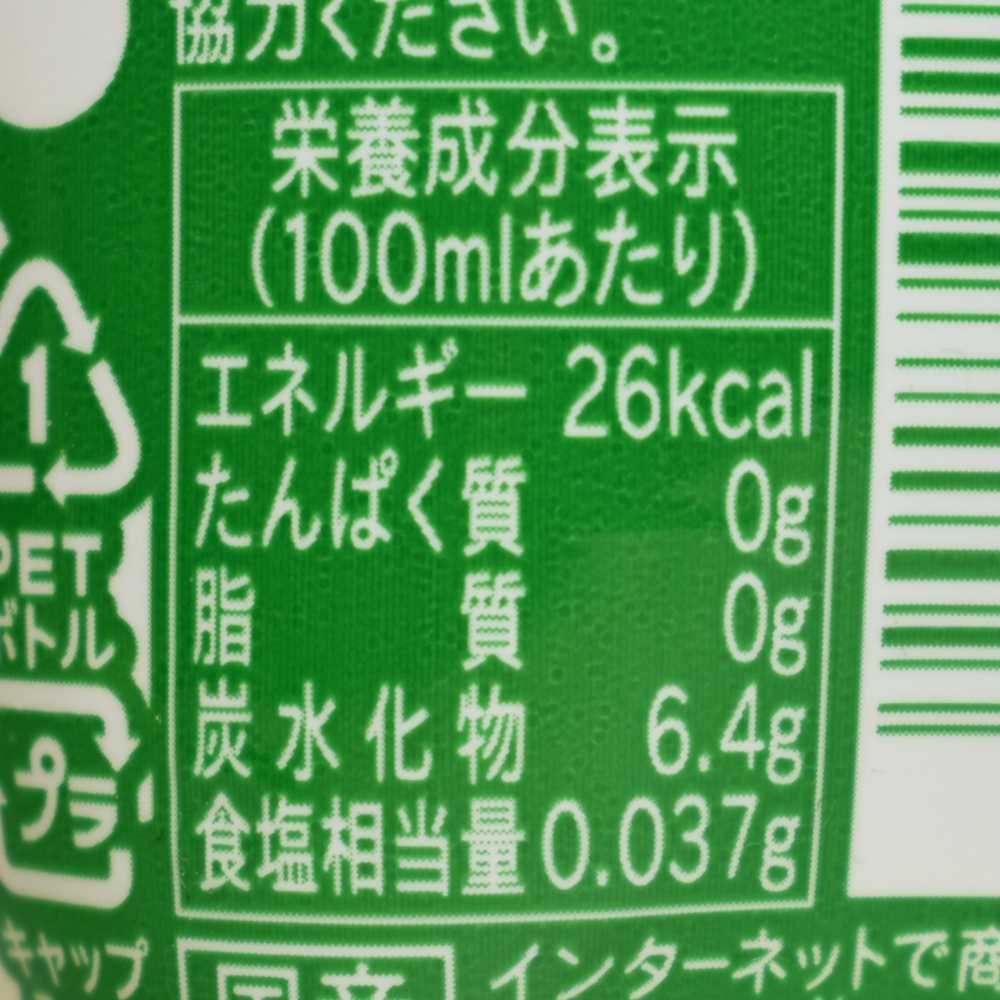 協力ください。
栄養成分表示
(100mlあたり)
エネルギー 26kcal
たんぱく質 0g
脂質 0g
炭水化物 6.4g
食塩相当量 0.037g
1
PET
ボトル
プラ
キャップ
インターネットで商